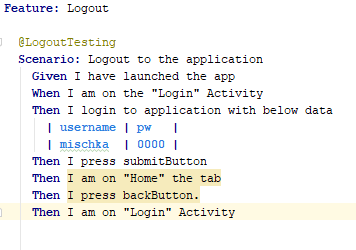 Feature: Logout
@LogoutTesting
Scenario: Logout to the application
Given I have launched the app
When I am on the "Login" Activity
Then I login to application with below data
| username | pw |
| mischka | 0000 |
Then I press submitButton
Then I am on "Home" the tab
Then I press backButton.
Then I am on "Login" Activity